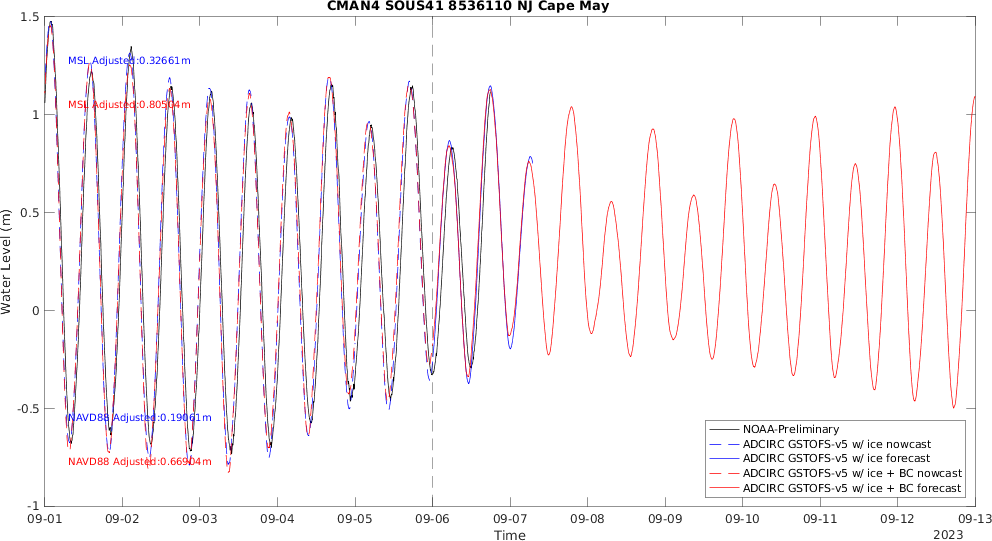 CMAN4 SOUS41 8536110 NJ Cape May
1.5
1
0.5
0
-0.5
-1
Water Level (m)
MSL Adjusted:0.32661m
MSL Adjusted:0.80504m
NAVD88 Adjusted:0.19061m
NAVD88 Adjusted:0.66904m
NOAA-Preliminary
ADCIRC GSTOFS-v5 w/ ice nowcast
ADCIRC GSTOFS-v5 w/ ice forecast
ADCIRC GSTOFS-v5 w/ ice + BC nowcast
ADCIRC GSTOFS-v5 w/ ice + BC forecast
09-01 09-02 09-03 09-04 09-05 09-06 09-07 09-08 09-09 09-10 09-11 09-12 09-13
Time
2023